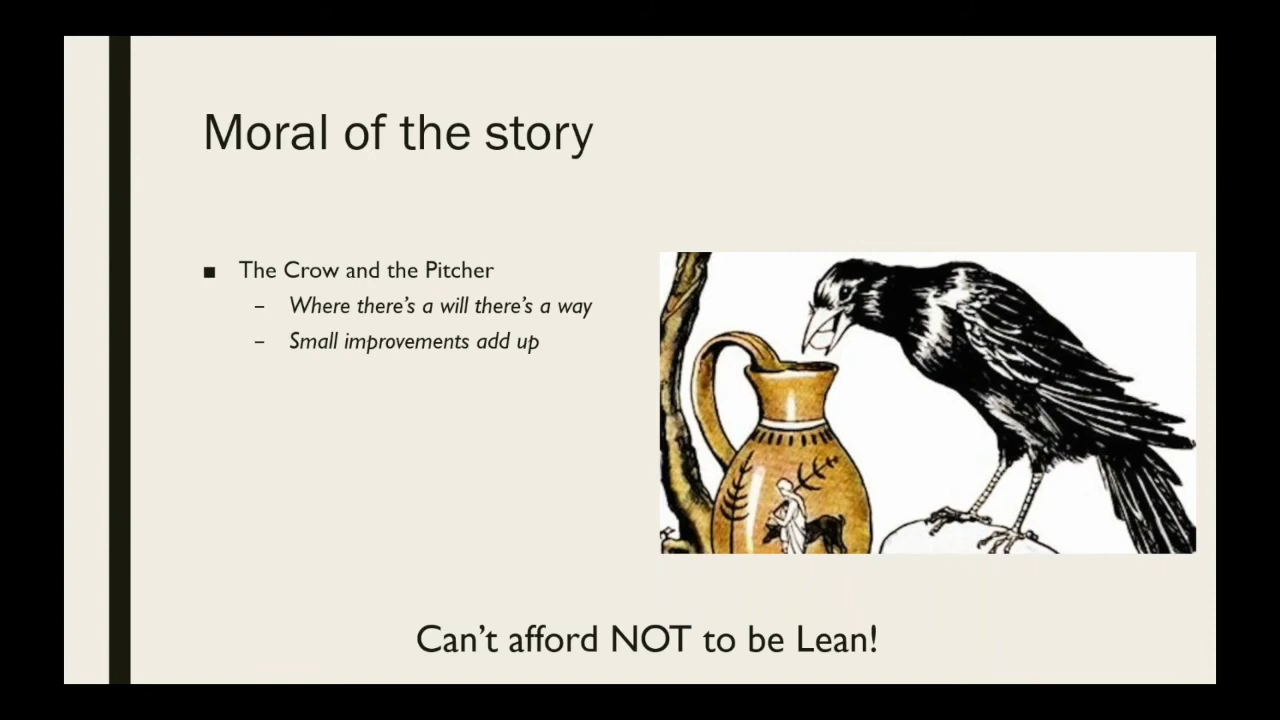 Moral of the story
■ The Crow and the Pitcher
– Where there's a will there's a way
– Small improvements add up
Can't afford NOT to be Lean!